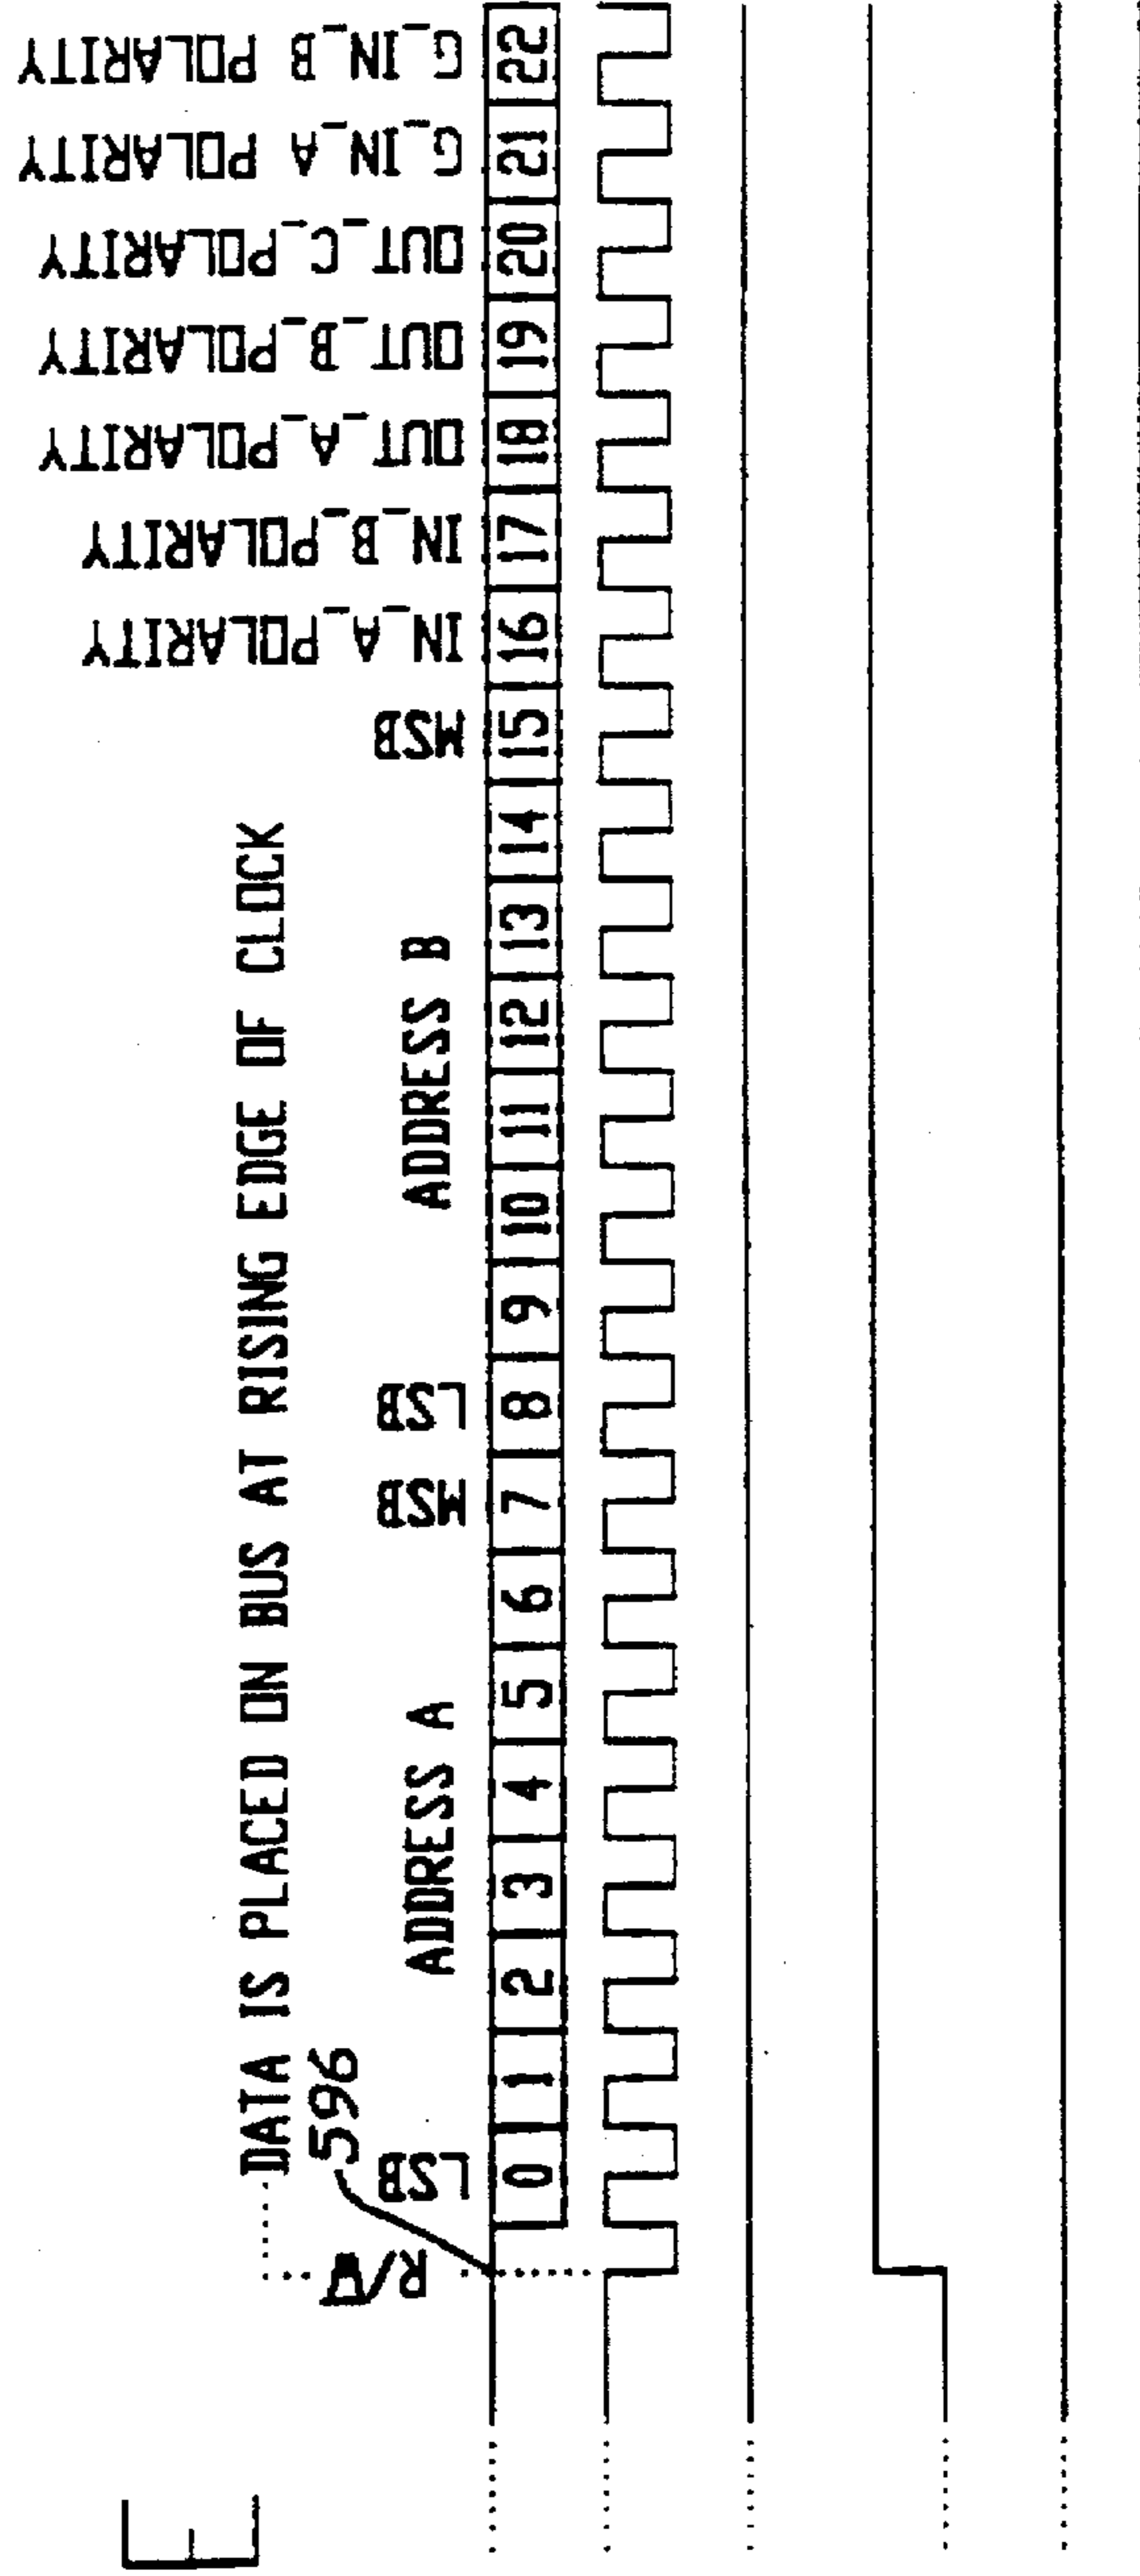 DATA IS PLACED ON BUS AT RISING EDGE OF CLOCK
596
R/W
LSB
ADDRESS A
MSB
LSB
ADDRESS B
MSB
IN_A_POLARITY
IN_B_POLARITY
OUT_A_POLARITY
OUT_B_POLARITY
OUT_C_POLARITY
G_IN_A POLARITY
G_IN_B POLARITY
0 1 2 3 4 5 6 7 8 9 10 11 12 13 14 15 16 17 18 19 20 21 22